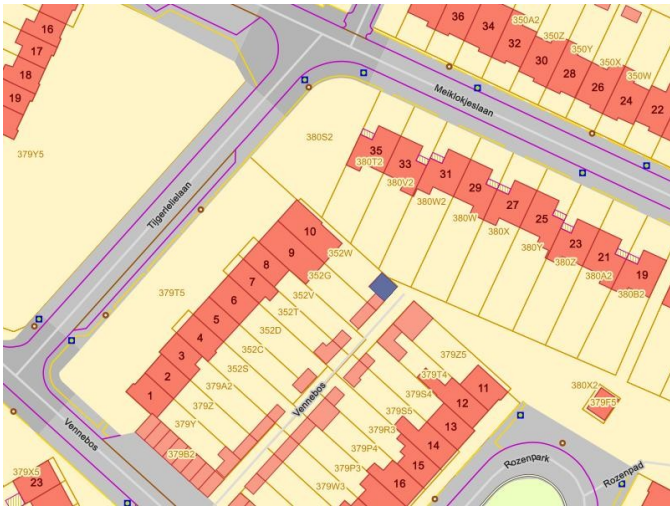 36
34
32
30
28
26
24
22
350A2
350Z
350Y
350X
350W
16
17
18
19
379Y5
Meiklokjeslaan
380S2
35
33
31
29
27
25
23
21
19
380T2
380V2
380W2
380W
380X
380Y
380Z
380A2
380B2
Tijgerlelielaan
10
9
8
7
6
5
4
3
2
1
352W
352G
352V
352T
352D
352C
352S
379A2
379Z
379Y
379B2
379T5
Vennebos
Vennebos
379Z5
379T4
379S4
379S5
379R3
379P4
379P3
379W3
11
12
13
14
15
16
380X2
379E5
Rozenpark
Rozenpad
379X5
23